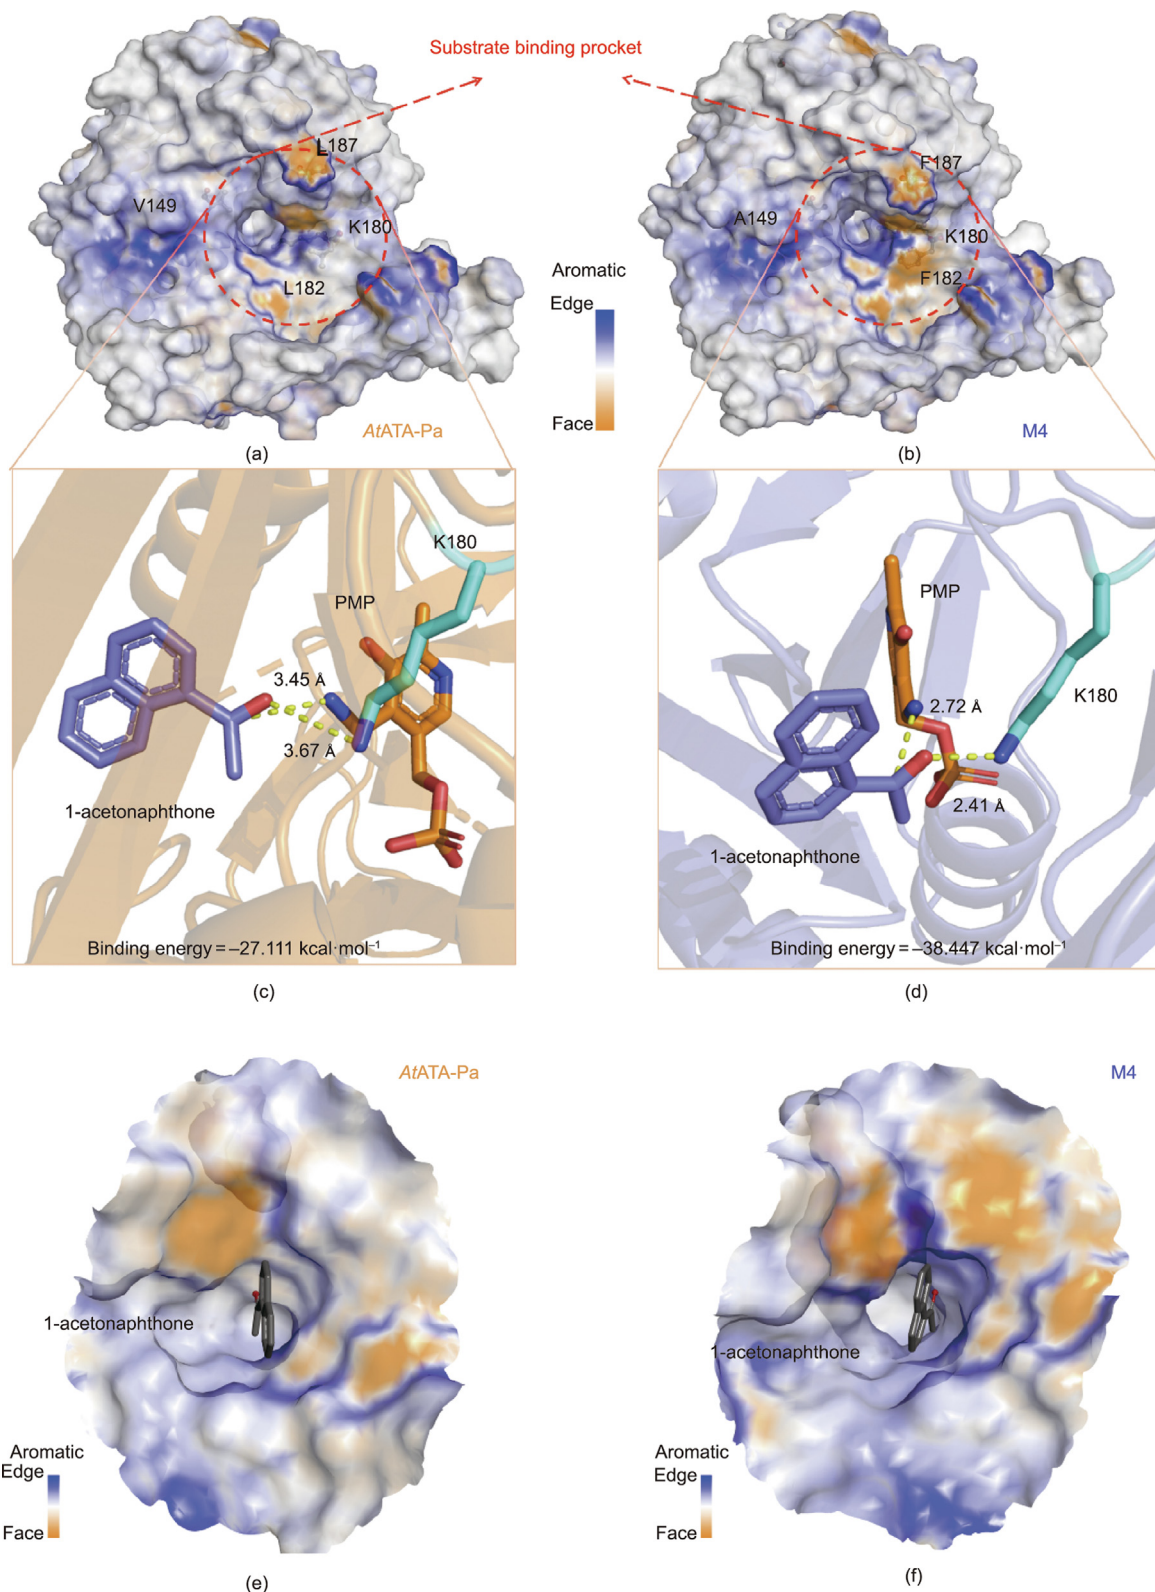 Substrate binding procket
L187
V149
K180
L182
AtATA-Pa
(a)
Aromatic
Edge
Face
F187
A149
K180
F182
M4
(b)
K180
PMP
3.45 Å
3.67 Å
1-acetonaphthone
Binding energy = –27.111 kcal·mol⁻¹
(c)
PMP
K180
2.72 Å
2.41 Å
1-acetonaphthone
Binding energy = –38.447 kcal·mol⁻¹
(d)
AtATA-Pa
1-acetonaphthone
Aromatic
Edge
Face
(e)
M4
1-acetonaphthone
Aromatic
Edge
Face
(f)